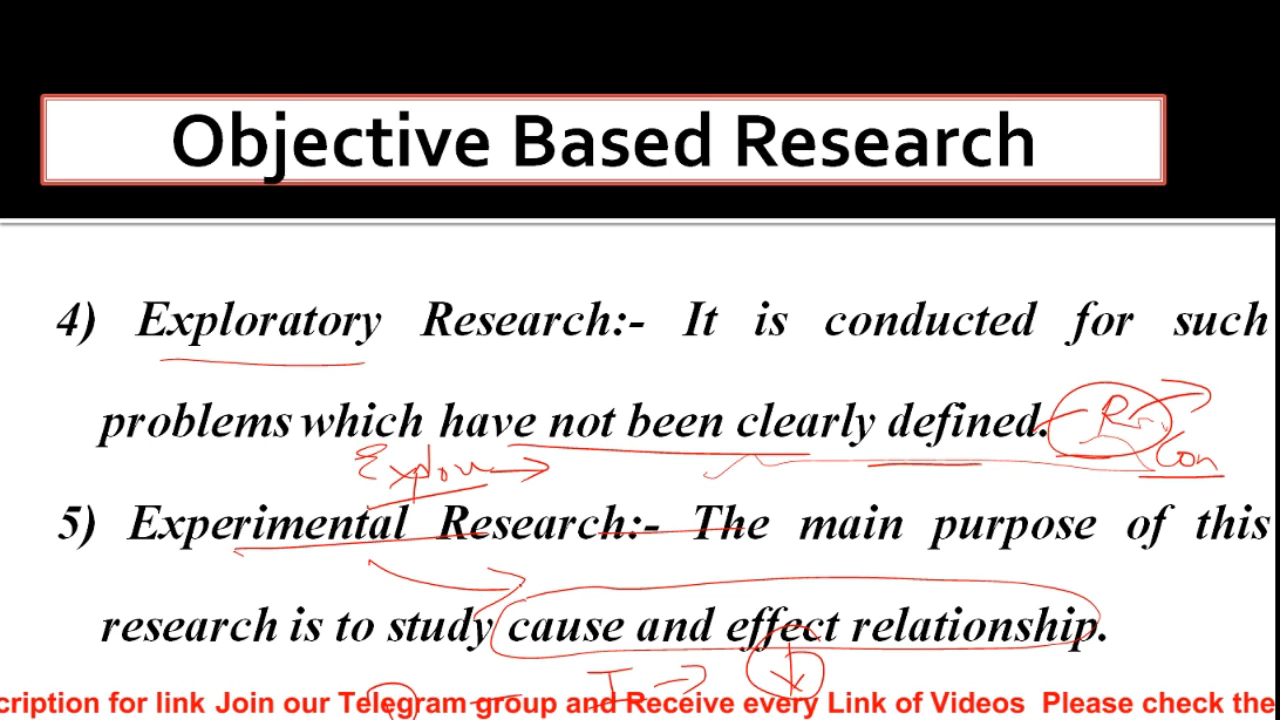 Objective Based Research
4) Exploratory Research:- It is conducted for such
problems which have not been clearly defined.
Con
5) Experimental Research:- The main purpose of this
research is to study cause and effect relationship.
cription for link Join our Telegram group and Receive every Link of Videos Please check the